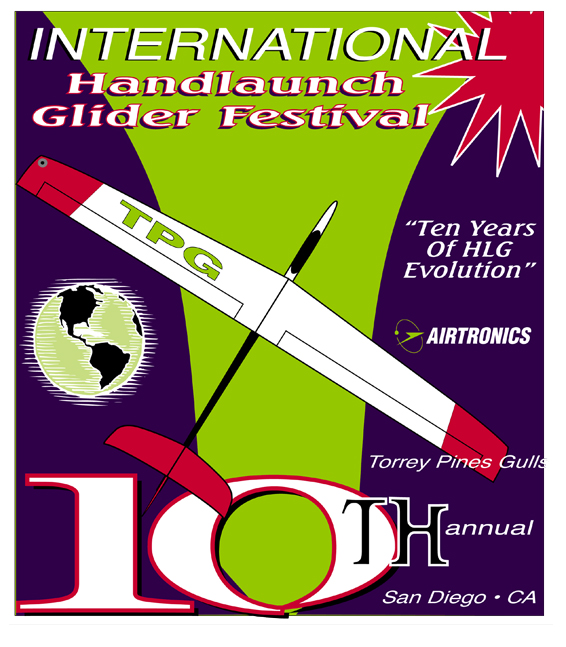 INTERNATIONAL
Handlaunch
Glider Festival
TPG
“Ten Years
Of HLG
Evolution”
AIRTRONICS
Torrey Pines Gulls
10TH annual
San Diego • CA